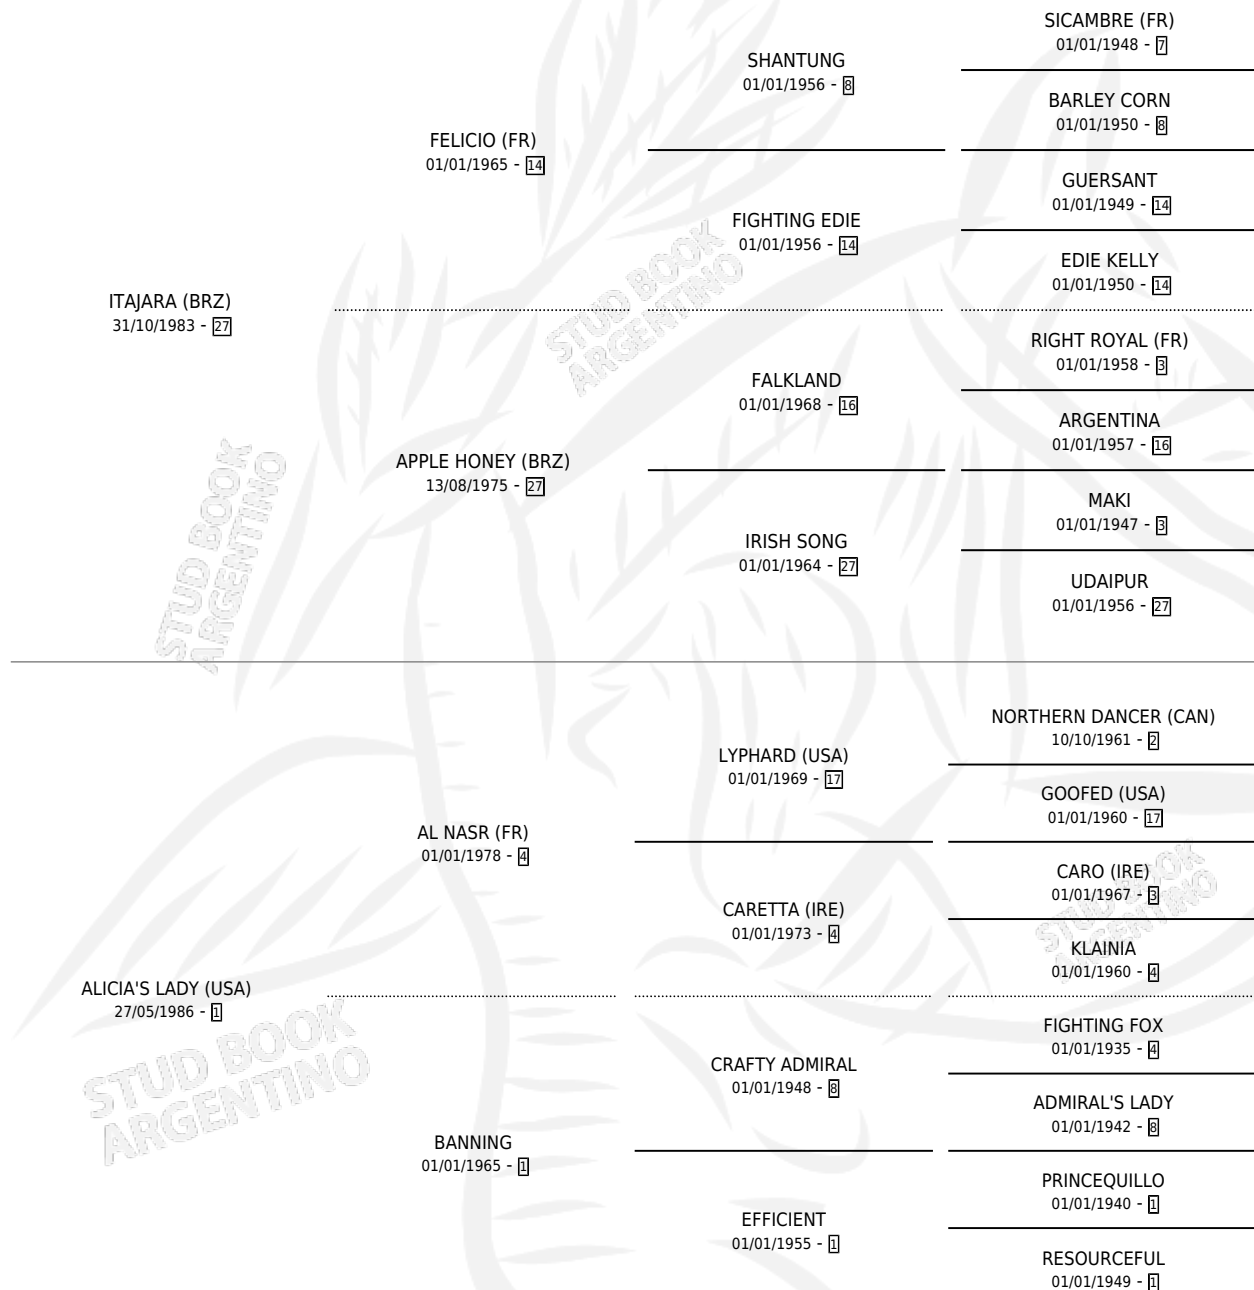 SICAMBRE (FR)
01/01/1948 - 7
SHANTUNG
01/01/1956 - 8
BARLEY CORN
01/01/1950 - 8
FELICIO (FR)
01/01/1965 - 14
GUERSANT
01/01/1949 - 14
FIGHTING EDIE
01/01/1956 - 14
EDIE KELLY
01/01/1950 - 14
ITAJARA (BRZ)
31/10/1983 - 27
STUD BOOK
ARGENTINO
RIGHT ROYAL (FR)
01/01/1958 - 3
FALKLAND
01/01/1968 - 16
ARGENTINA
01/01/1957 - 16
APPLE HONEY (BRZ)
13/08/1975 - 27
MAKI
01/01/1947 - 3
IRISH SONG
01/01/1964 - 27
UDAIPUR
01/01/1956 - 27
STUD BOOK
ARGENTINO
NORTHERN DANCER (CAN)
10/10/1961 - 2
LYPHARD (USA)
01/01/1969 - 17
GOOFED (USA)
01/01/1960 - 17
AL NASR (FR)
01/01/1978 - 4
CARO (IRE)
01/01/1967 - 3
CARETTA (IRE)
01/01/1973 - 4
STUD BOOK
ARGENTINO
KLAINIA
01/01/1960 - 4
ALICIA'S LADY (USA)
27/05/1986 - 1
STUD BOOK
ARGENTINO
FIGHTING FOX
01/01/1935 - 4
CRAFTY ADMIRAL
01/01/1948 - 8
ADMIRAL'S LADY
01/01/1942 - 8
BANNING
01/01/1965 - 1
PRINCEQUILLO
01/01/1940 - 1
EFFICIENT
01/01/1955 - 1
RESOURCEFUL
01/01/1949 - 1